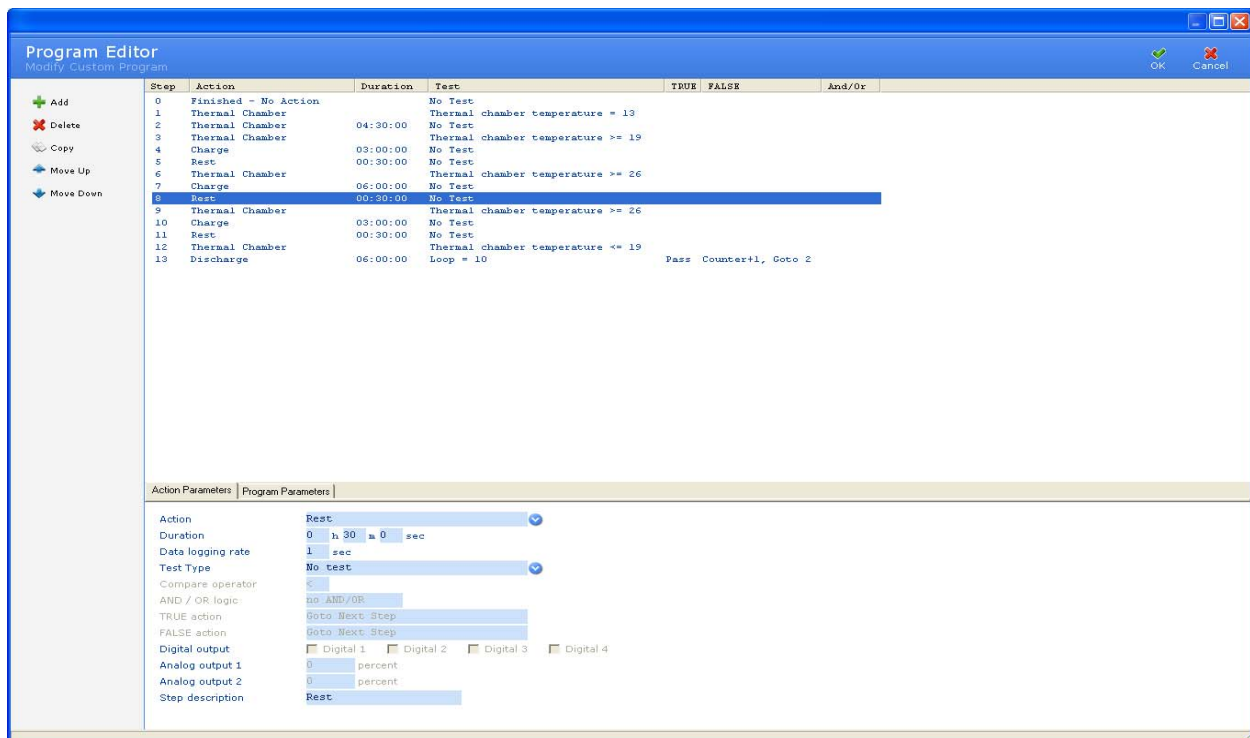 Program Editor
Modify Custom Program
OK
Cancel
Add
Delete
Copy
Move Up
Move Down
Step Action Duration Test TRUE FALSE And/Or
0 Finished - No Action No Test
1 Thermal Chamber Thermal chamber temperature = 13
2 Thermal Chamber 04:30:00 No Test
3 Thermal Chamber Thermal chamber temperature >= 19
4 Charge 03:00:00 No Test
5 Rest 00:30:00 No Test
6 Thermal Chamber Thermal chamber temperature >= 26
7 Charge 06:00:00 No Test
8 Rest 00:30:00 No Test
9 Thermal Chamber Thermal chamber temperature >= 26
10 Charge 03:00:00 No Test
11 Rest 00:30:00 No Test
12 Thermal Chamber Thermal chamber temperature <= 19
13 Discharge 06:00:00 Loop = 10 Pass Counter+1, Goto 2
Action Parameters Program Parameters
Action Rest
Duration 0 h 30 m 0 sec
Data logging rate 1 sec
Test Type No test
Compare operator <
AND / OR logic no AND/OR
TRUE action Goto Next Step
FALSE action Goto Next Step
Digital output Digital 1 Digital 2 Digital 3 Digital 4
Analog output 1 0 percent
Analog output 2 0 percent
Step description Rest